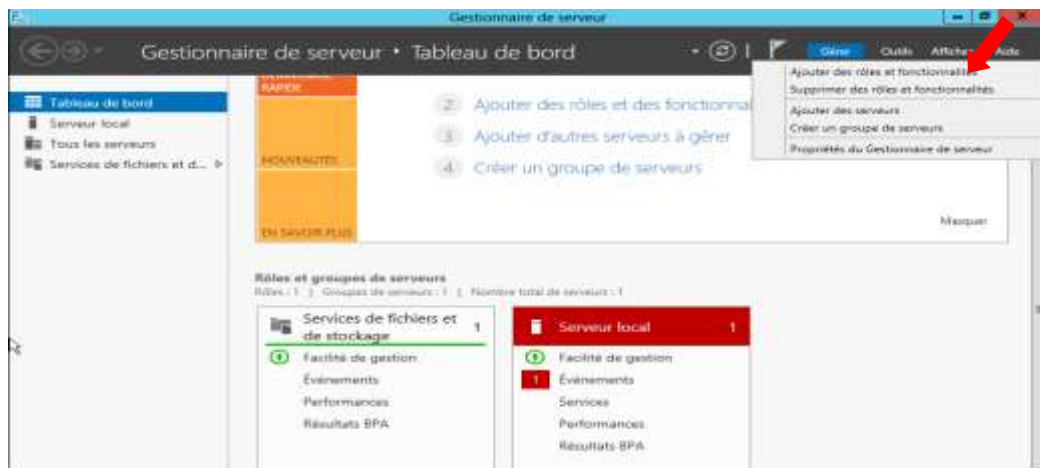 Gestionnaire de serveur
Gestionnaire de serveur • Tableau de bord
Gérer Outils Afficher Aide
Ajouter des rôles et fonctionnalités
Supprimer des rôles et fonctionnalités
Ajouter des serveurs
Créer un groupe de serveurs
Propriétés du Gestionnaire de serveur
Tableau de bord
Serveur local
Tous les serveurs
Services de fichiers et d...
RAPIDE
NOUVEAUTÉS
EN SAVOIR PLUS
2 Ajouter des rôles et des fonctionna
3 Ajouter d'autres serveurs à gérer
4 Créer un groupe de serveurs
Masquer
Rôles et groupes de serveurs
Rôles : 1 | Groupes de serveurs : 1 | Nombre total de serveurs : 1
Services de fichiers et de stockage 1
Facilité de gestion
Événements
Performances
Résultats BPA
Serveur local 1
Facilité de gestion
1 Événements
Services
Performances
Résultats BPA